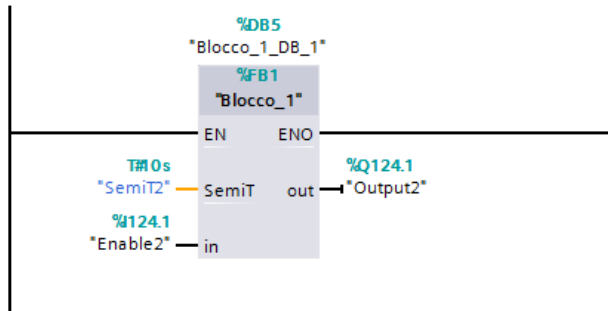 %DB5
"Blocco_1_DB_1"
%FB1
"Blocco_1"
EN ENO
T#10s
"SemiT2" SemiT out
%Q124.1
"Output2"
%I124.1
"Enable2" in